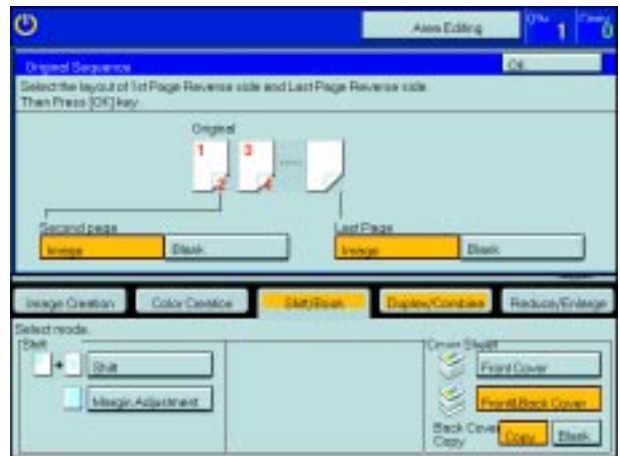 Area Editing
Qty. 1 Copy 0
Original Sequence
OK
Select the layout of 1st Page Reverse side and Last Page Reverse side.
Then Press [OK] key.
Original
1 3
2 4
Second page
Last Page
Image Blank Image Blank
Image Creation Color Creation Shift/Book Duplex/Combine Reduce/Enlarge
Select mode.
Shift
Cover Sheet
+ Shift
Front Cover
Margin Adjustment
Front&Back Cover
Back Cover
Copy
Copy Blank